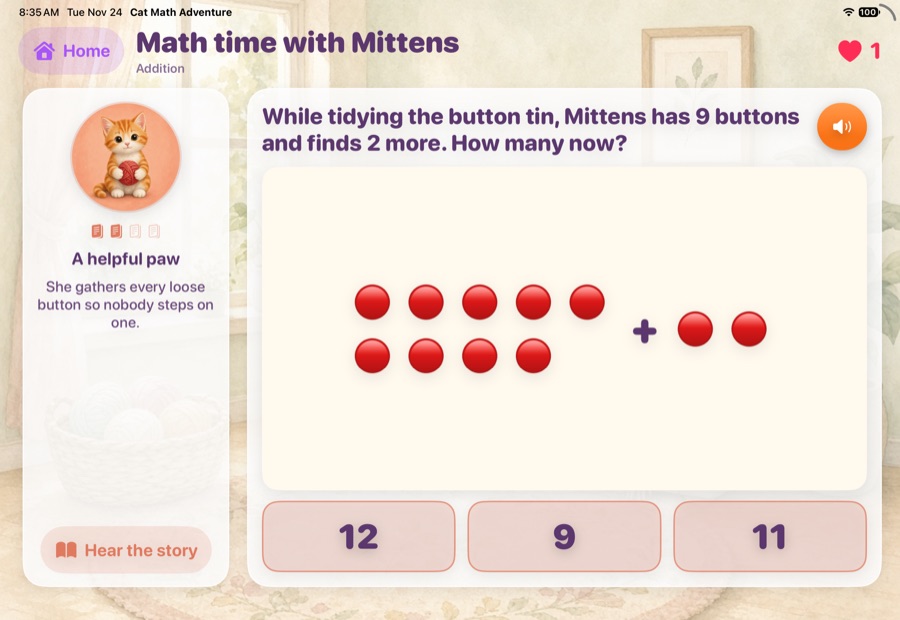 8:35 AM Tue Nov 24 Cat Math Adventure
100
Home
Math time with Mittens
Addition
1
A helpful paw
She gathers every loose
button so nobody steps on
one.
Hear the story
While tidying the button tin, Mittens has 9 buttons
and finds 2 more. How many now?
+
12
9
11